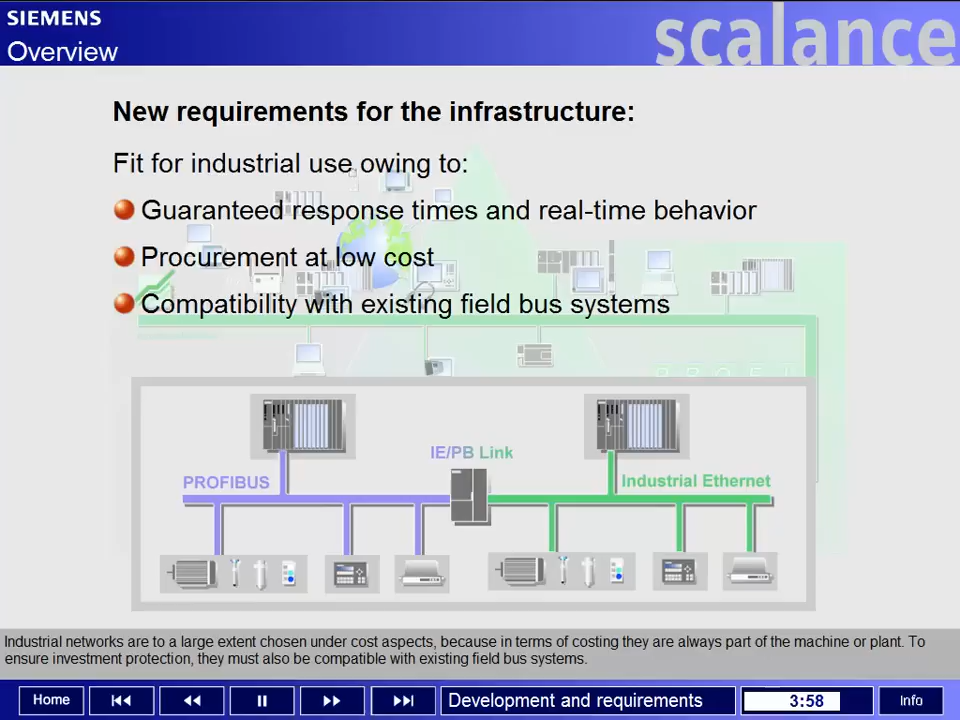 SIEMENS
Overview
scalance
New requirements for the infrastructure:
Fit for industrial use owing to:
Guaranteed response times and real-time behavior
Procurement at low cost
Compatibility with existing field bus systems
P R O F I
IE/PB Link
PROFIBUS
Industrial Ethernet
Industrial networks are to a large extent chosen under cost aspects, because in terms of costing they are always part of the machine or plant. To
ensure investment protection, they must also be compatible with existing field bus systems.
Home
Development and requirements
3:58
Info